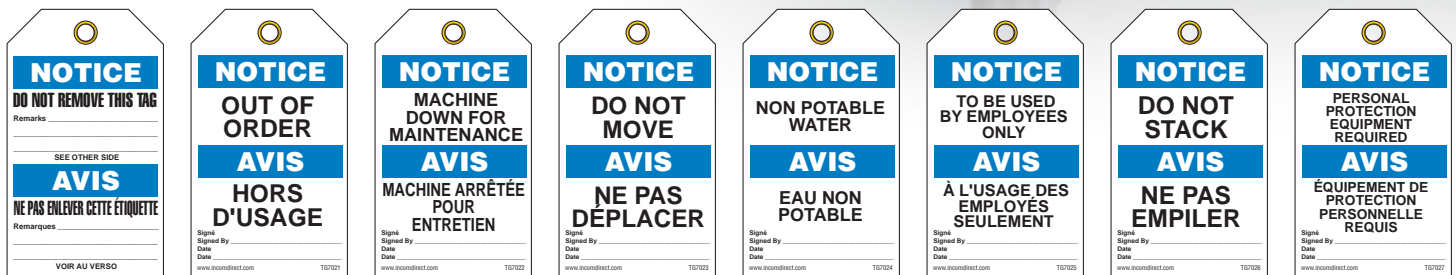 NOTICE
DO NOT REMOVE THIS TAG
Remarks
SEE OTHER SIDE
AVIS
NE PAS ENLEVER CETTE ÉTIQUETTE
Remarques
VOIR AU VERSO
NOTICE
OUT OF
ORDER
AVIS
HORS
D'USAGE
Signé
Signed By
Date
Date
www.incomdirect.com TG7021
NOTICE
MACHINE
DOWN FOR
MAINTENANCE
AVIS
MACHINE ARRÊTÉE
POUR
ENTRETIEN
Signé
Signed By
Date
Date
www.incomdirect.com TG7022
NOTICE
DO NOT
MOVE
AVIS
NE PAS
DÉPLACER
Signé
Signed By
Date
Date
www.incomdirect.com TG7023
NOTICE
NON POTABLE
WATER
AVIS
EAU NON
POTABLE
Signé
Signed By
Date
Date
www.incomdirect.com TG7024
NOTICE
TO BE USED
BY EMPLOYEES
ONLY
AVIS
À L'USAGE DES
EMPLOYÉS
SEULEMENT
Signé
Signed By
Date
Date
www.incomdirect.com TG7025
NOTICE
DO NOT
STACK
AVIS
NE PAS
EMPILER
Signé
Signed By
Date
Date
www.incomdirect.com TG7026
NOTICE
PERSONAL
PROTECTION
EQUIPMENT
REQUIRED
AVIS
ÉQUIPEMENT DE
PROTECTION
PERSONNELLE
REQUIS
Signé
Signed By
Date
Date
www.incomdirect.com TG7027